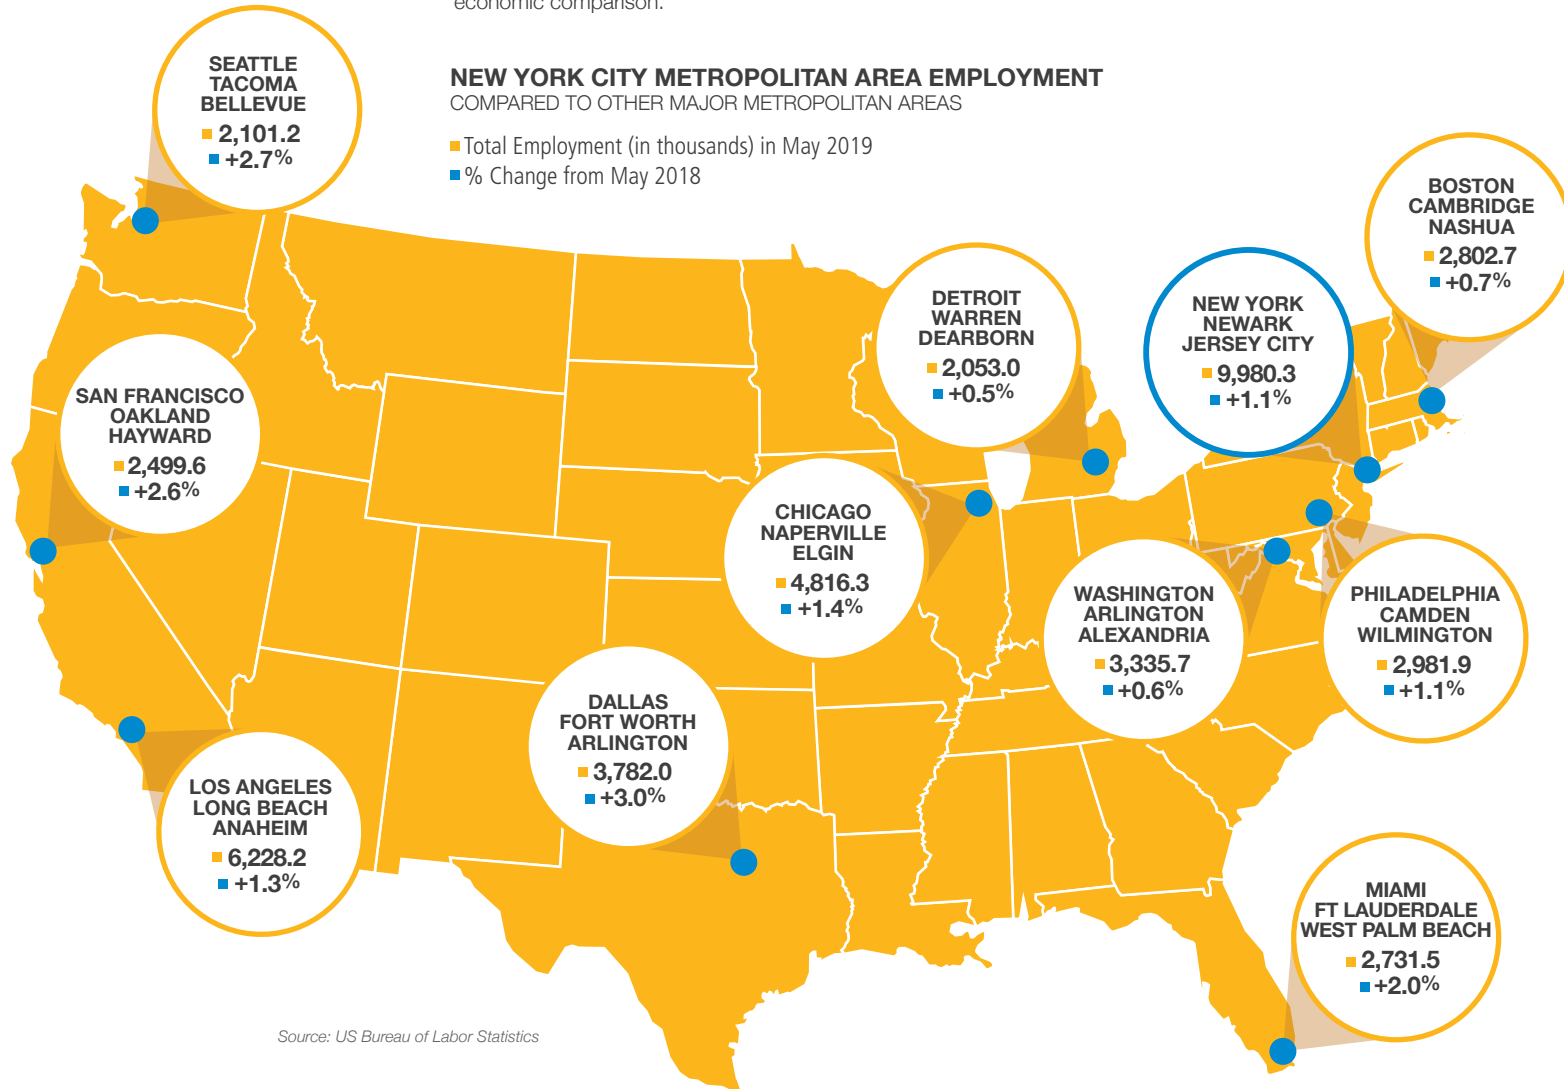 economic comparison.
NEW YORK CITY METROPOLITAN AREA EMPLOYMENT
COMPARED TO OTHER MAJOR METROPOLITAN AREAS
Total Employment (in thousands) in May 2019
% Change from May 2018
SEATTLE
TACOMA
BELLEVUE
2,101.2
+2.7%
BOSTON
CAMBRIDGE
NASHUA
2,802.7
+0.7%
DETROIT
WARREN
DEARBORN
2,053.0
+0.5%
NEW YORK
NEWARK
JERSEY CITY
9,980.3
+1.1%
SAN FRANCISCO
OAKLAND
HAYWARD
2,499.6
+2.6%
CHICAGO
NAPERVILLE
ELGIN
4,816.3
+1.4%
WASHINGTON
ARLINGTON
ALEXANDRIA
3,335.7
+0.6%
PHILADELPHIA
CAMDEN
WILMINGTON
2,981.9
+1.1%
DALLAS
FORT WORTH
ARLINGTON
3,782.0
+3.0%
LOS ANGELES
LONG BEACH
ANAHEIM
6,228.2
+1.3%
MIAMI
FT LAUDERDALE
WEST PALM BEACH
2,731.5
+2.0%
Source: US Bureau of Labor Statistics